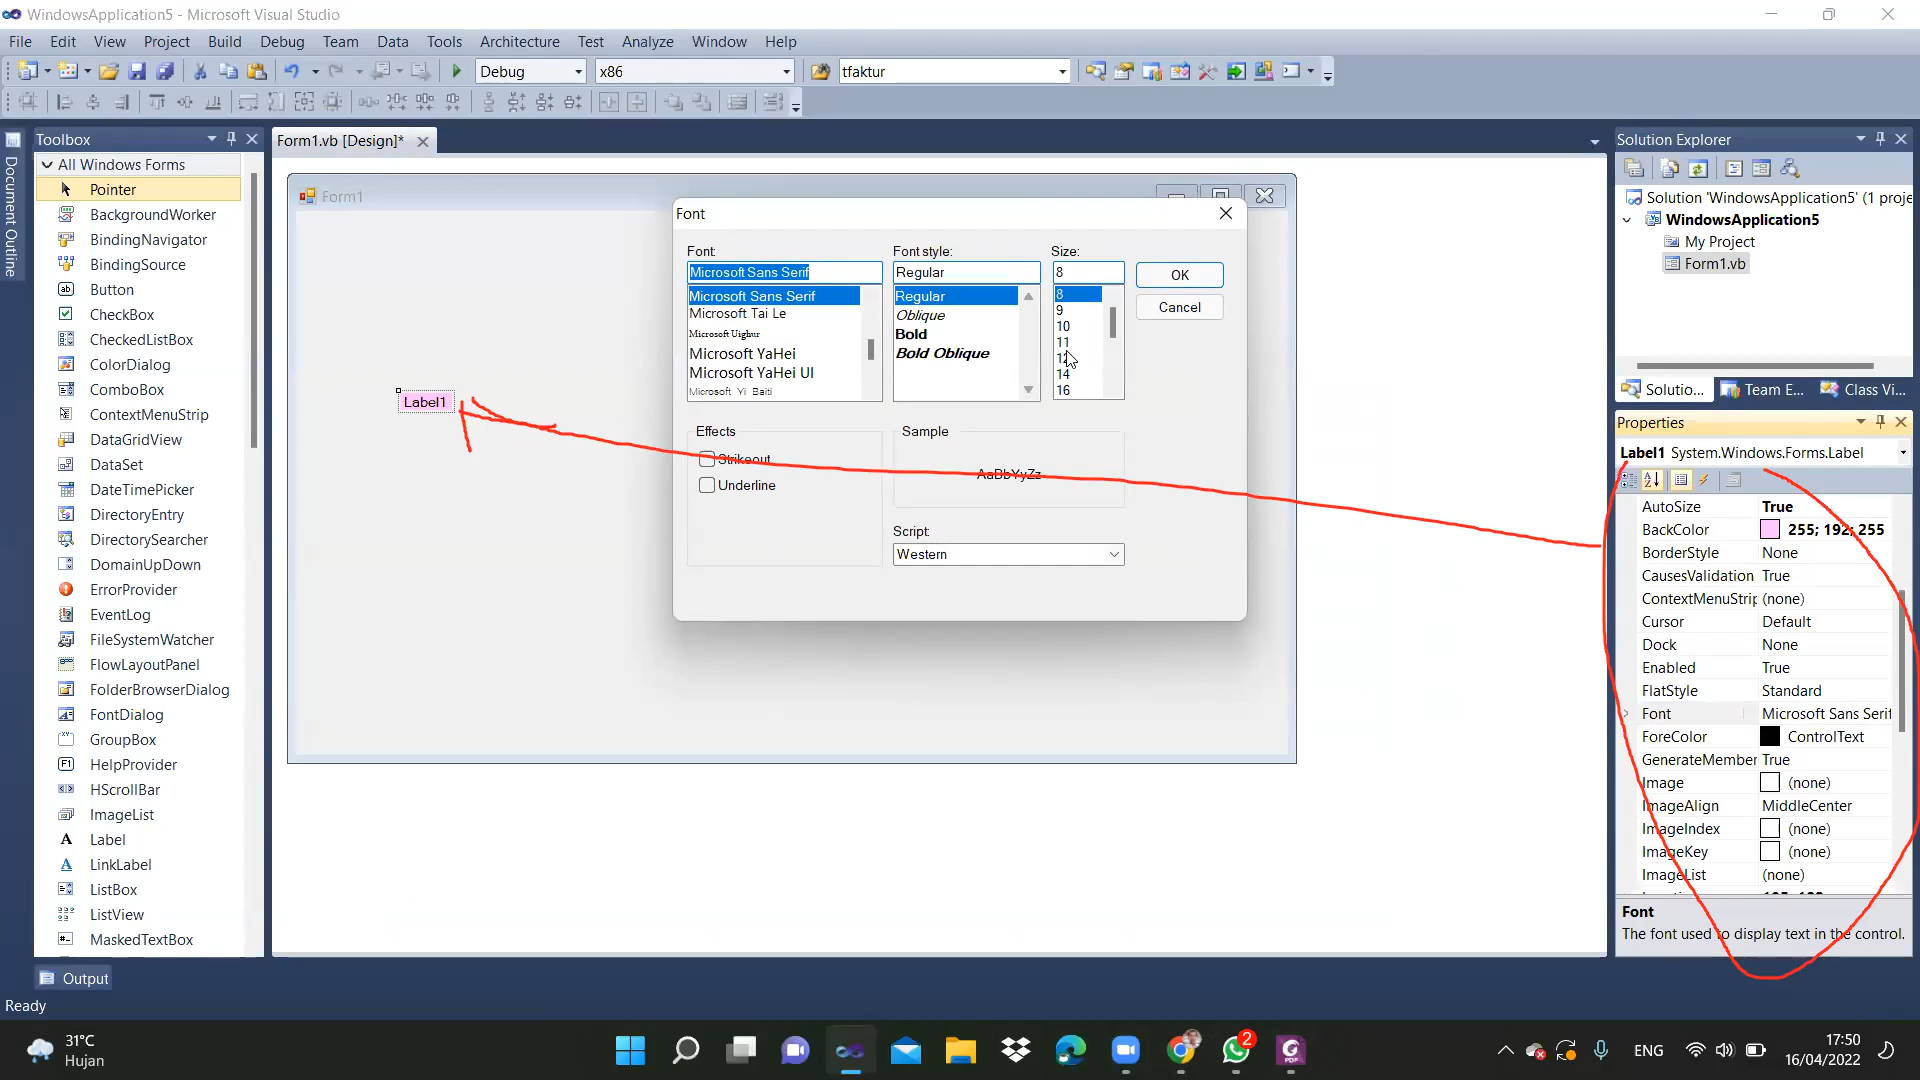 WindowsApplication5 - Microsoft Visual Studio
File Edit View Project Build Debug Team Data Tools Architecture Test Analyze Window Help
Debug x86 tfaktur
Document Outline
Toolbox
All Windows Forms
Pointer
BackgroundWorker
BindingNavigator
BindingSource
Button
CheckBox
CheckedListBox
ColorDialog
ComboBox
ContextMenuStrip
DataGridView
DataSet
DateTimePicker
DirectoryEntry
DirectorySearcher
DomainUpDown
ErrorProvider
EventLog
FileSystemWatcher
FlowLayoutPanel
FolderBrowserDialog
FontDialog
GroupBox
HelpProvider
HScrollBar
ImageList
Label
LinkLabel
ListBox
ListView
MaskedTextBox
Form1.vb [Design]*
Form1
Label1
Font
Font:
Microsoft Sans Serif
Microsoft Sans Serif
Microsoft Tai Le
Microsoft Uighur
Microsoft YaHei
Microsoft YaHei UI
Microsoft Yi Baiti
Font style:
Regular
Regular
Oblique
Bold
Bold Oblique
Size:
8
8
9
10
11
12
14
16
OK
Cancel
Effects
Strikeout
Underline
Sample
AaBbYyZz
Script:
Western
Solution Explorer
Solution 'WindowsApplication5' (1 proje
WindowsApplication5
My Project
Form1.vb
Solutio... Team E... Class Vi...
Properties
Label1 System.Windows.Forms.Label
AutoSize True
BackColor 255; 192; 255
BorderStyle None
CausesValidation True
ContextMenuStrip (none)
Cursor Default
Dock None
Enabled True
FlatStyle Standard
Font Microsoft Sans Serif
ForeColor ControlText
GenerateMember True
Image (none)
ImageAlign MiddleCenter
ImageIndex (none)
ImageKey (none)
ImageList (none)
Font
The font used to display text in the control.
Output
Ready
31°C
Hujan
2
ENG
17:50
16/04/2022